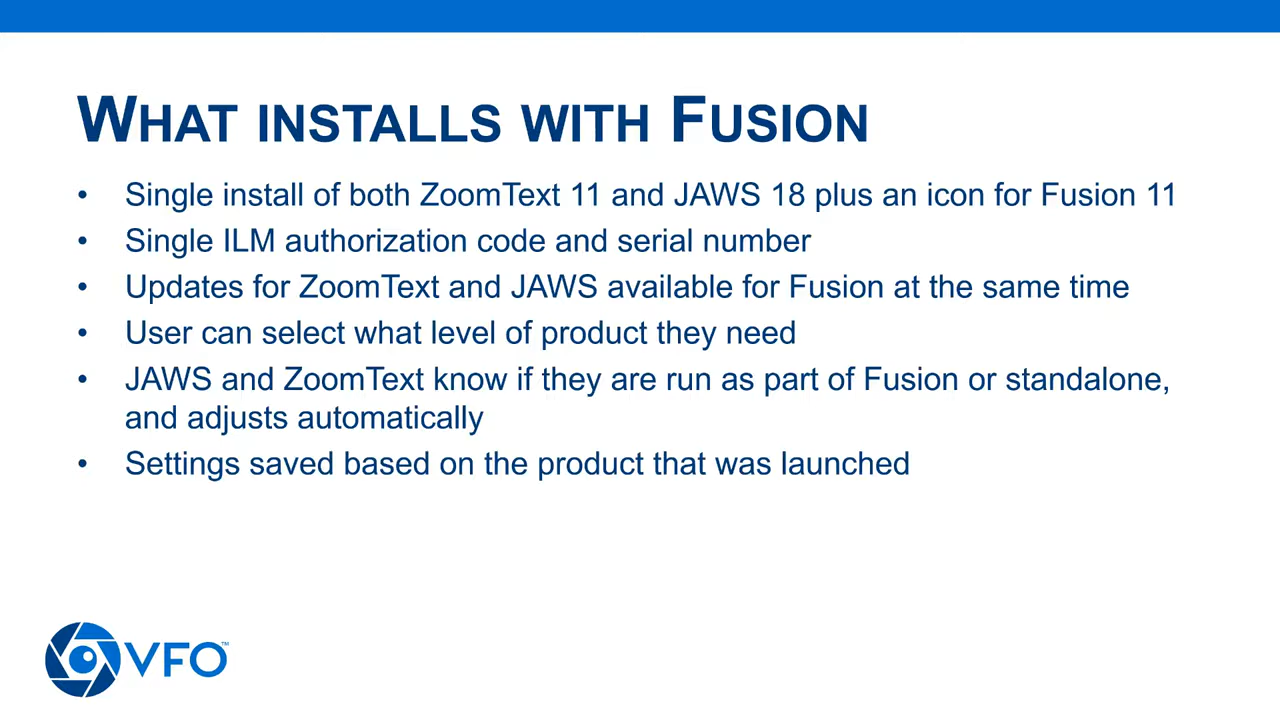 WHAT INSTALLS WITH FUSION
• Single install of both ZoomText 11 and JAWS 18 plus an icon for Fusion 11
• Single ILM authorization code and serial number
• Updates for ZoomText and JAWS available for Fusion at the same time
• User can select what level of product they need
• JAWS and ZoomText know if they are run as part of Fusion or standalone,
and adjusts automatically
• Settings saved based on the product that was launched
VFO™